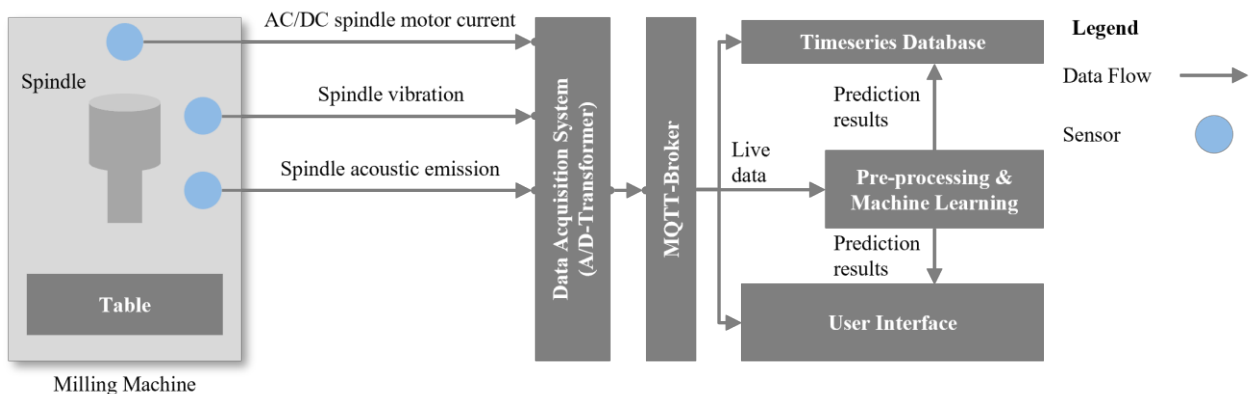 AC/DC spindle motor current
Spindle
Spindle vibration
Spindle acoustic emission
Table
Milling Machine
Data Acquisition System
(A/D-Transformer)
MQTT-Broker
Live
data
Timeseries Database
Prediction
results
Pre-processing &
Machine Learning
Prediction
results
User Interface
Legend
Data Flow
Sensor